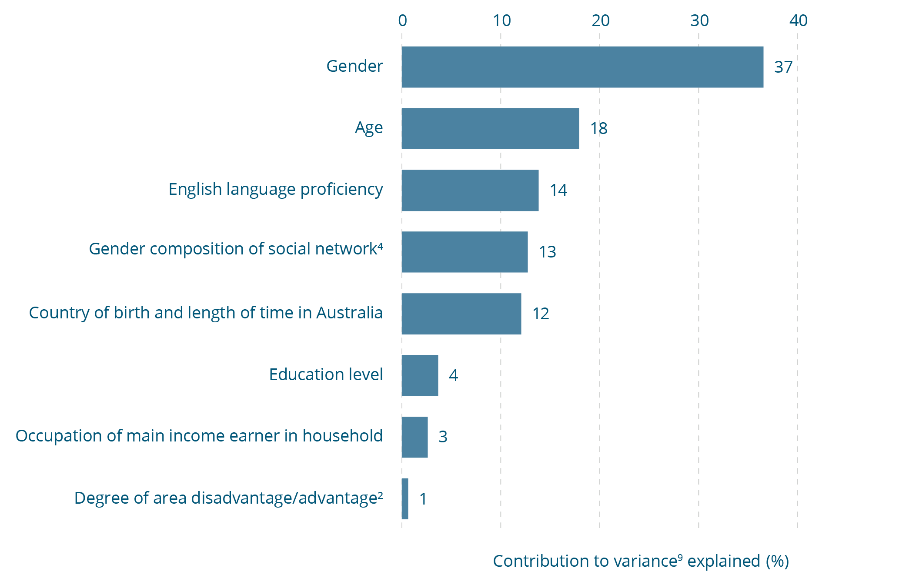 0 10 20 30 40
Gender 37
Age 18
English language proficiency 14
Gender composition of social network⁴ 13
Country of birth and length of time in Australia 12
Education level 4
Occupation of main income earner in household 3
Degree of area disadvantage/advantage² 1
Contribution to variance⁹ explained (%)